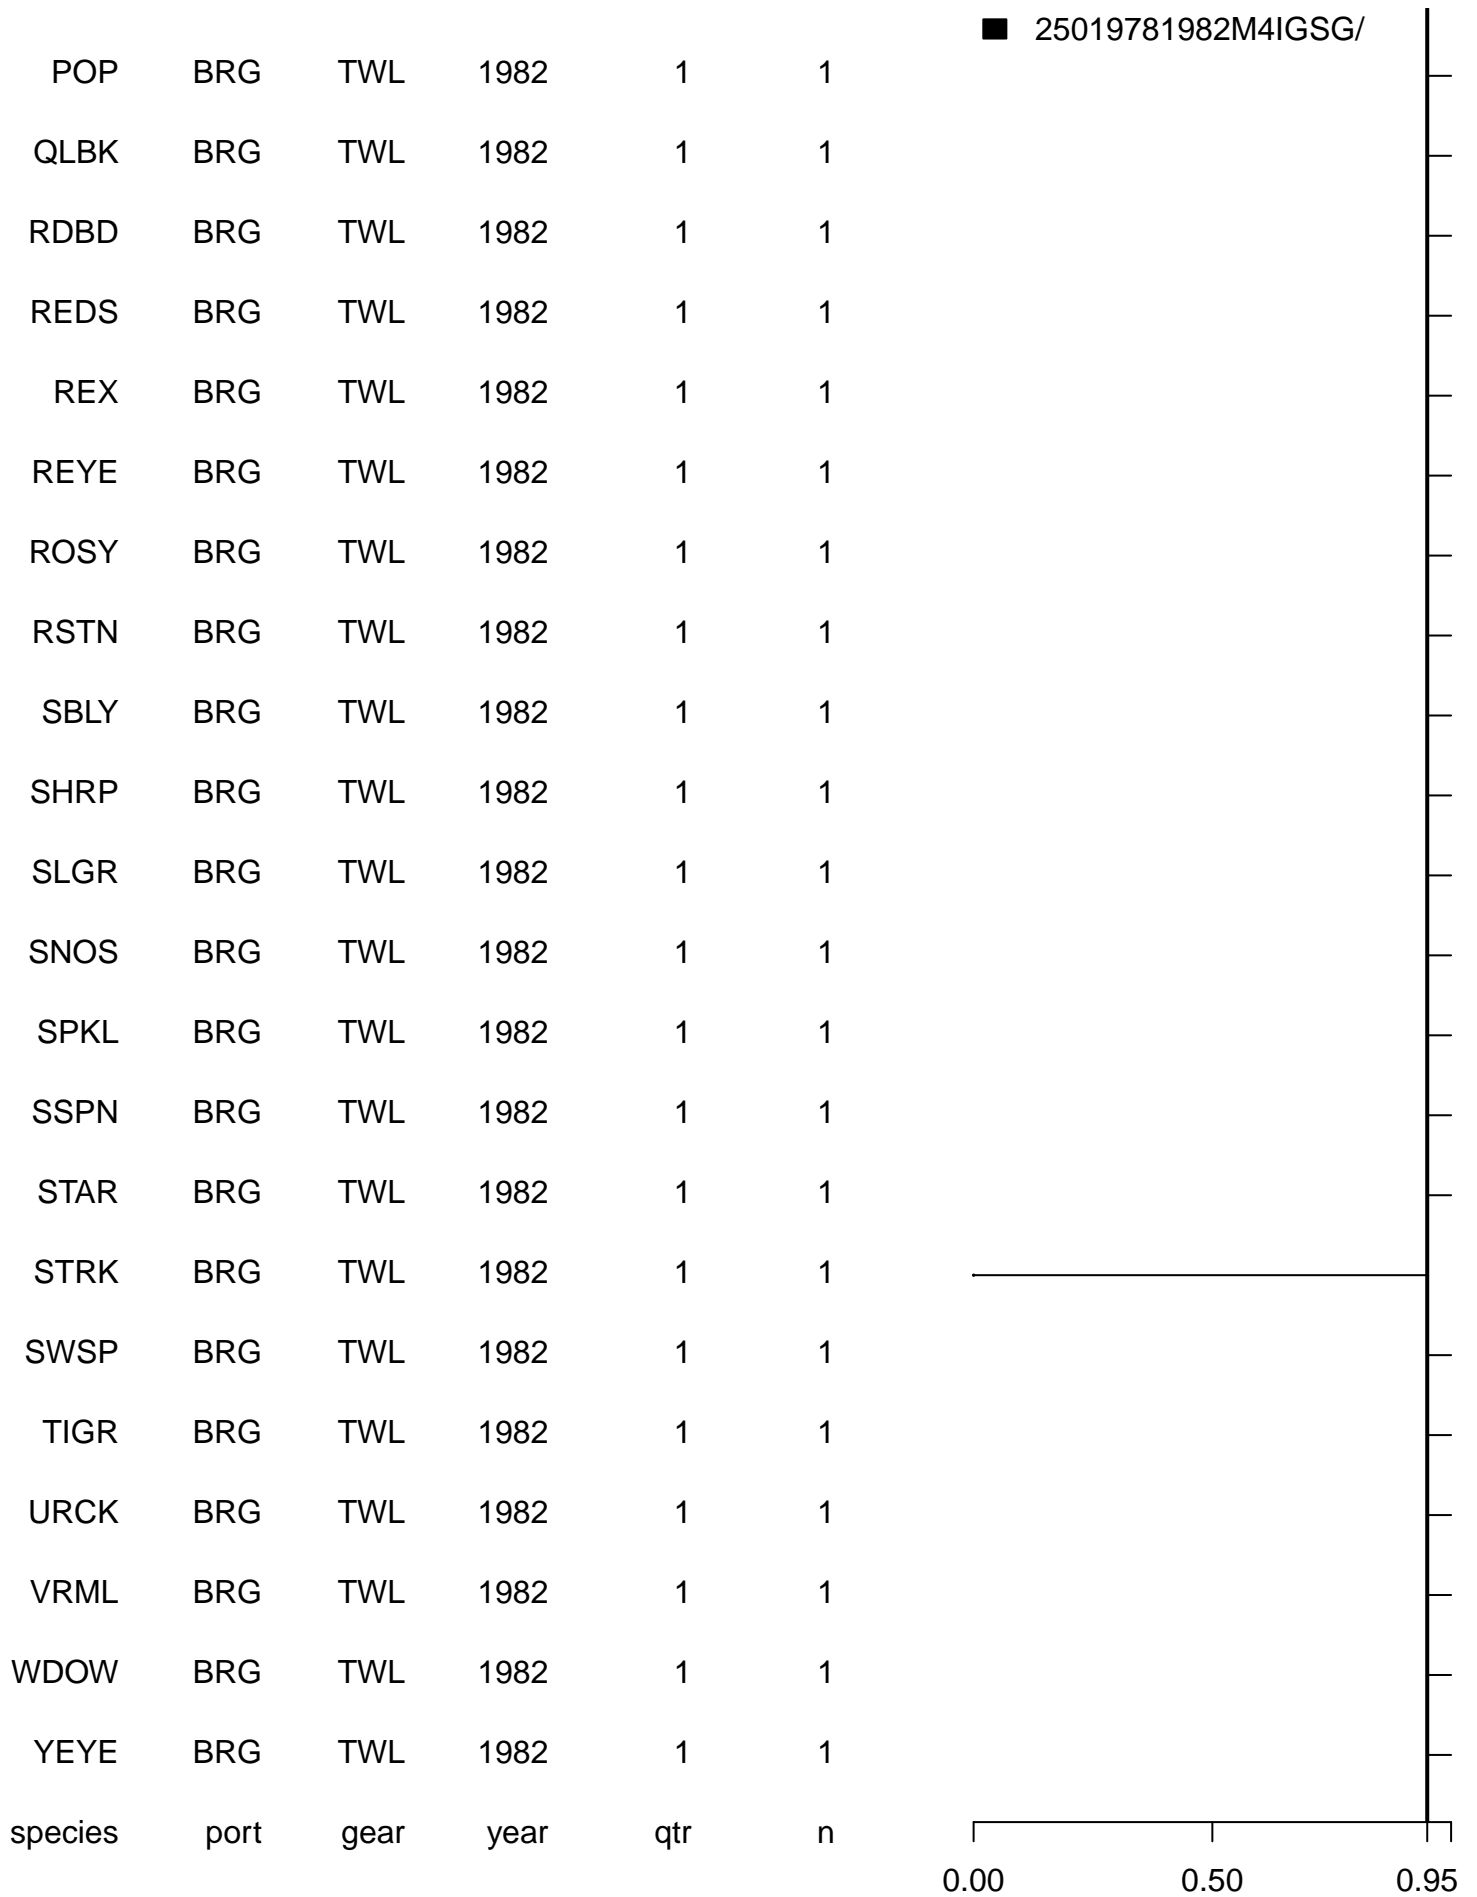 25019781982M4IGSG/
POP BRG TWL 1982 1 1
QLBK BRG TWL 1982 1 1
RDBD BRG TWL 1982 1 1
REDS BRG TWL 1982 1 1
REX BRG TWL 1982 1 1
REYE BRG TWL 1982 1 1
ROSY BRG TWL 1982 1 1
RSTN BRG TWL 1982 1 1
SBLY BRG TWL 1982 1 1
SHRP BRG TWL 1982 1 1
SLGR BRG TWL 1982 1 1
SNOS BRG TWL 1982 1 1
SPKL BRG TWL 1982 1 1
SSPN BRG TWL 1982 1 1
STAR BRG TWL 1982 1 1
STRK BRG TWL 1982 1 1
SWSP BRG TWL 1982 1 1
TIGR BRG TWL 1982 1 1
URCK BRG TWL 1982 1 1
VRML BRG TWL 1982 1 1
WDOW BRG TWL 1982 1 1
YEYE BRG TWL 1982 1 1
species port gear year qtr n
0.00 0.50 0.95